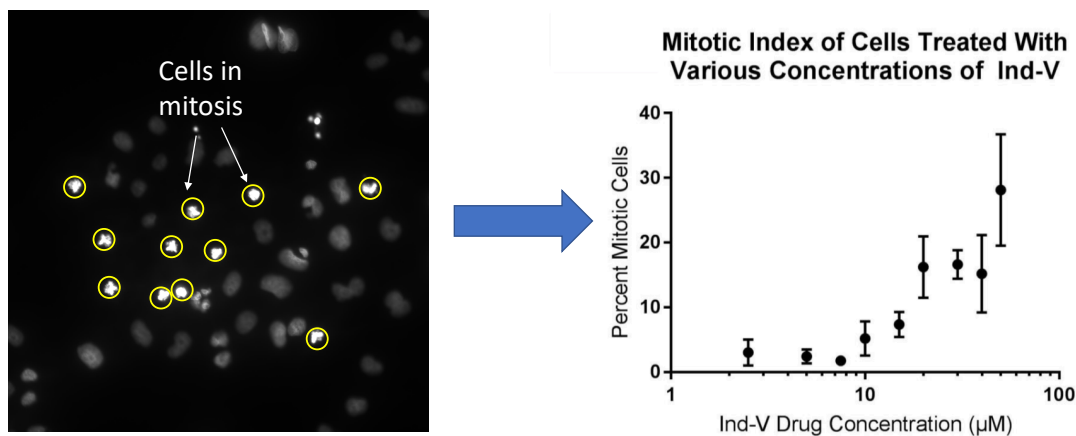 Cells in
mitosis
Mitotic Index of Cells Treated With
Various Concentrations of Ind-V
Percent Mitotic Cells
40
30
20
10
0
1
10
100
Ind-V Drug Concentration (µM)